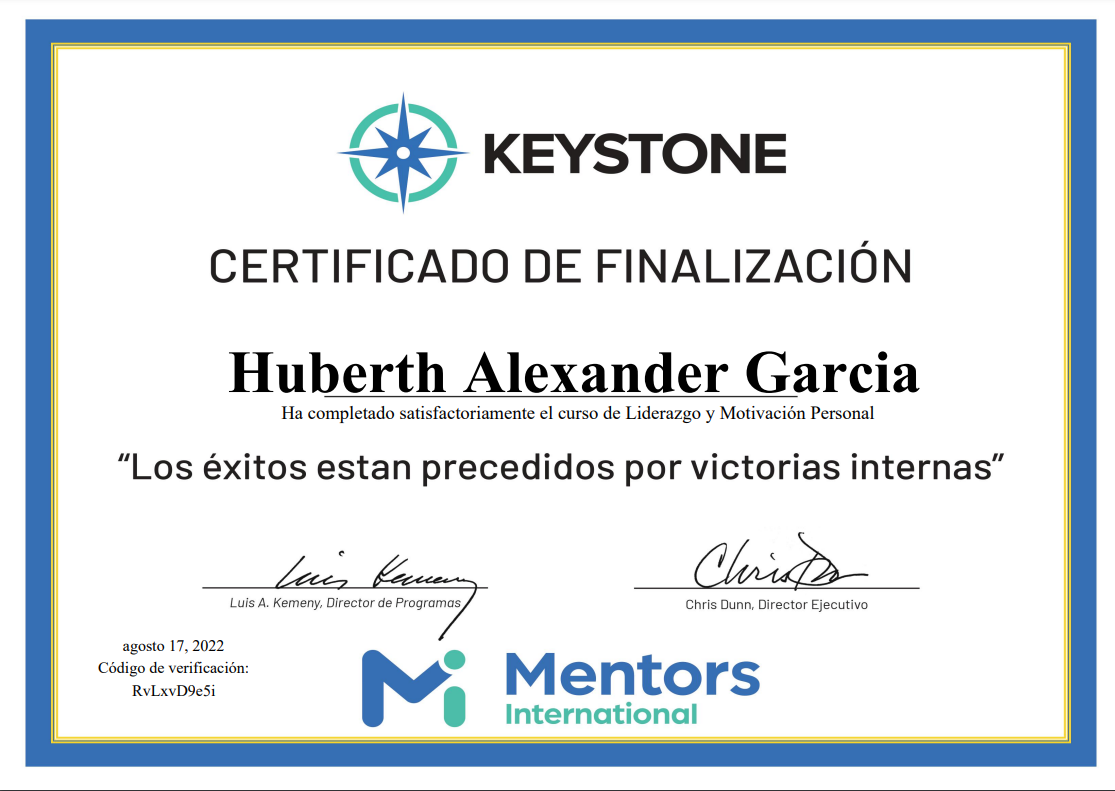 KEYSTONE
CERTIFICADO DE FINALIZACIÓN
Huberth Alexander Garcia
Ha completado satisfactoriamente el curso de Liderazgo y Motivación Personal
“Los éxitos estan precedidos por victorias internas”
Luis Kemeny
Luis A. Kemeny, Director de Programas
Chris Dunn, Director Ejecutivo
agosto 17, 2022
Código de verificación:
RvLxvD9e5i
Mentors
International